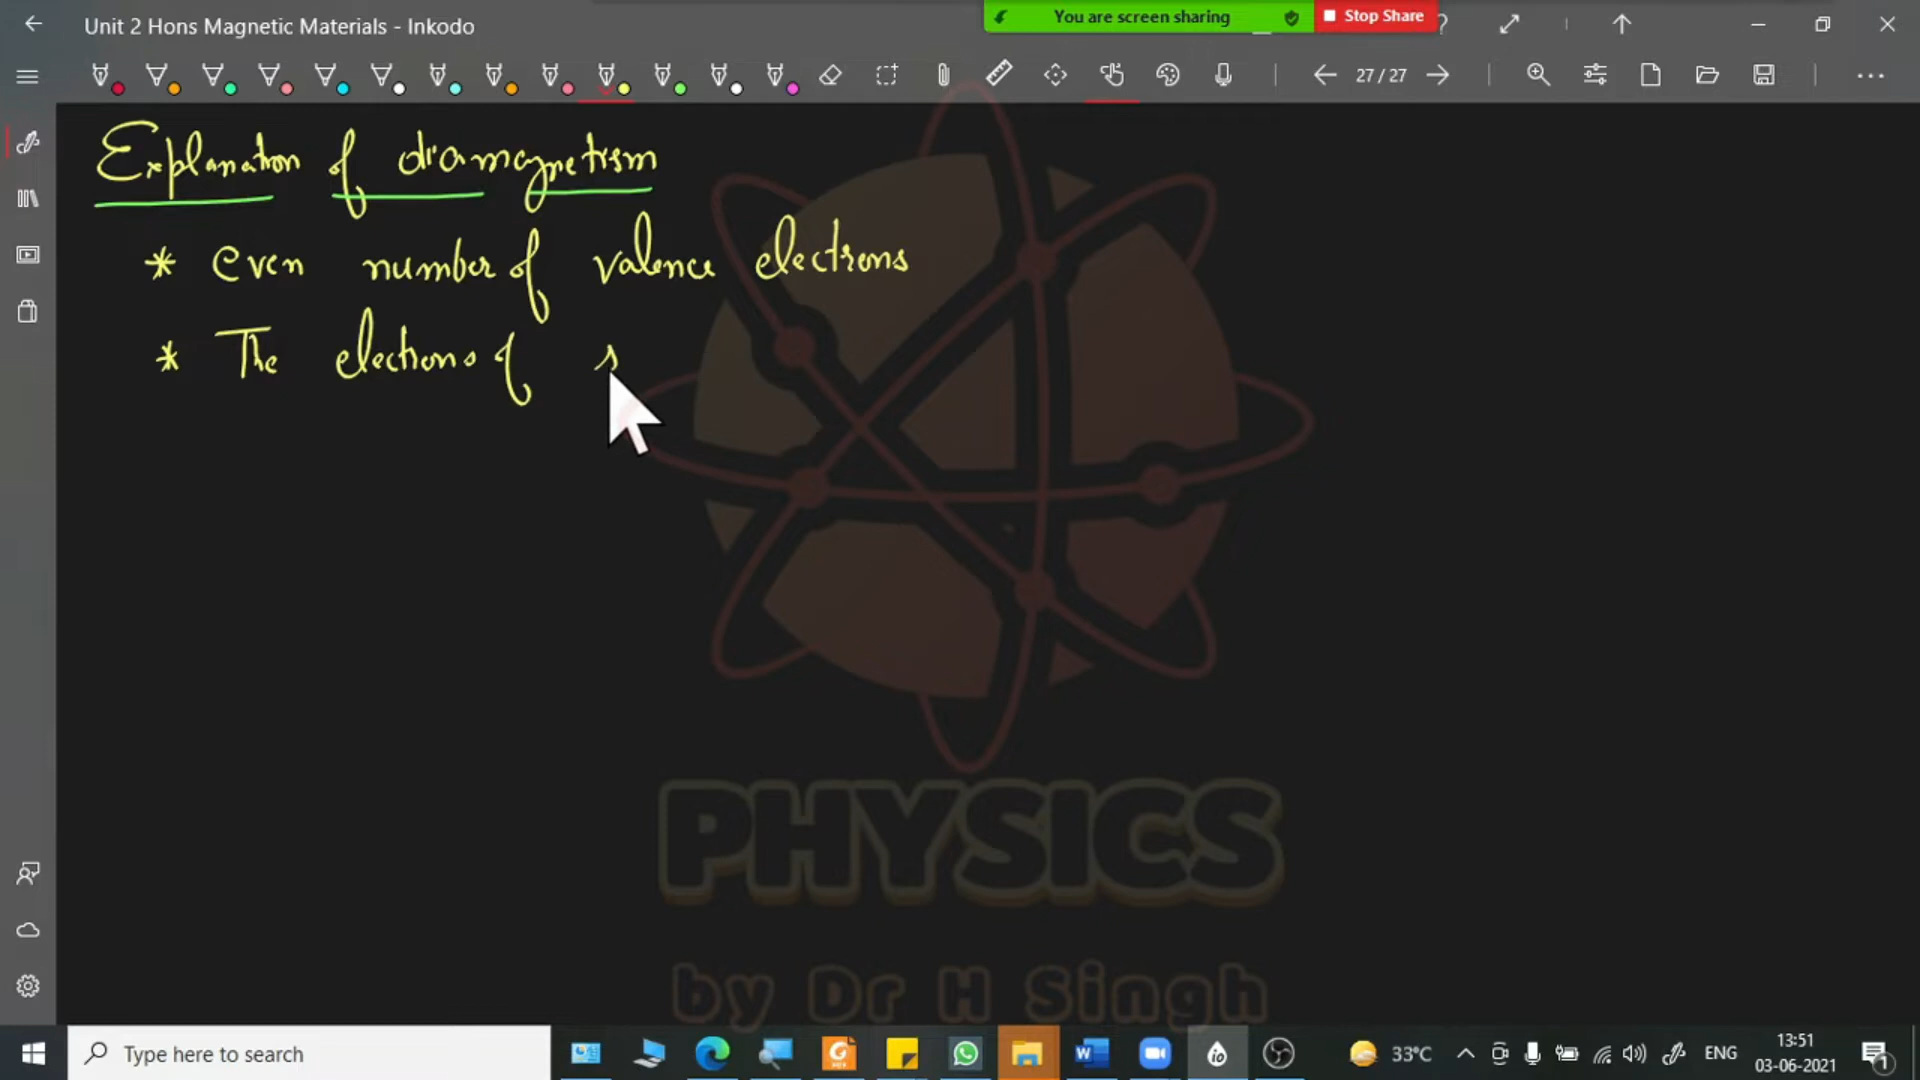 Unit 2 Hons Magnetic Materials - Inkodo
You are screen sharing
Stop Share
?
27 / 27
Explanation of diamagnetism
* even number of valence electrons
* The electrons of s
PHYSICS
by Dr H Singh
Type here to search
33°C
ENG
13:51
03-06-2021
1